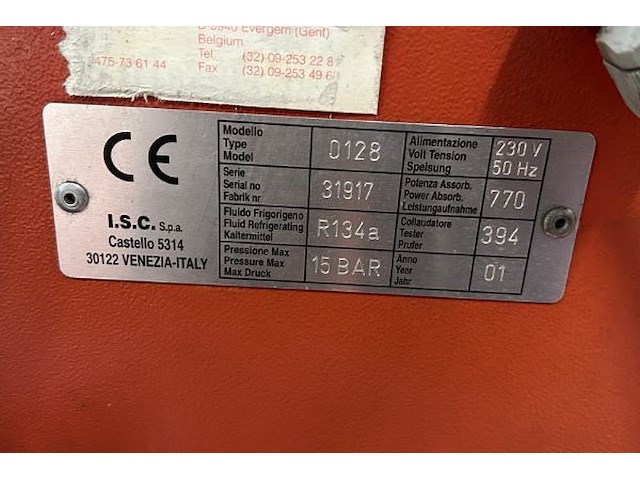 Evergem (Gent)
Belgium
Tel. (32) 09-253 22 8
475-73 61 44 Fax (32) 09-253 49 6
CE
I.S.C. S.p.a.
Castello 5314
30122 VENEZIA-ITALY
Modello
Type
Model
0128
Alimentazione
Volt Tension
Speisung
230 V
50 Hz
Serie
Serial no
Fabrik nr
31917
Potenza Assorb.
Power Absorb.
Leistungaufnahme
770
Fluido Frigorigeno
Fluid Refrigerating
Kaltermittel
R134a
Collaudatore
Tester
Prufer
394
Pressione Max
Pressure Max
Max Druck
15 BAR
Anno
Year
Jahr
01